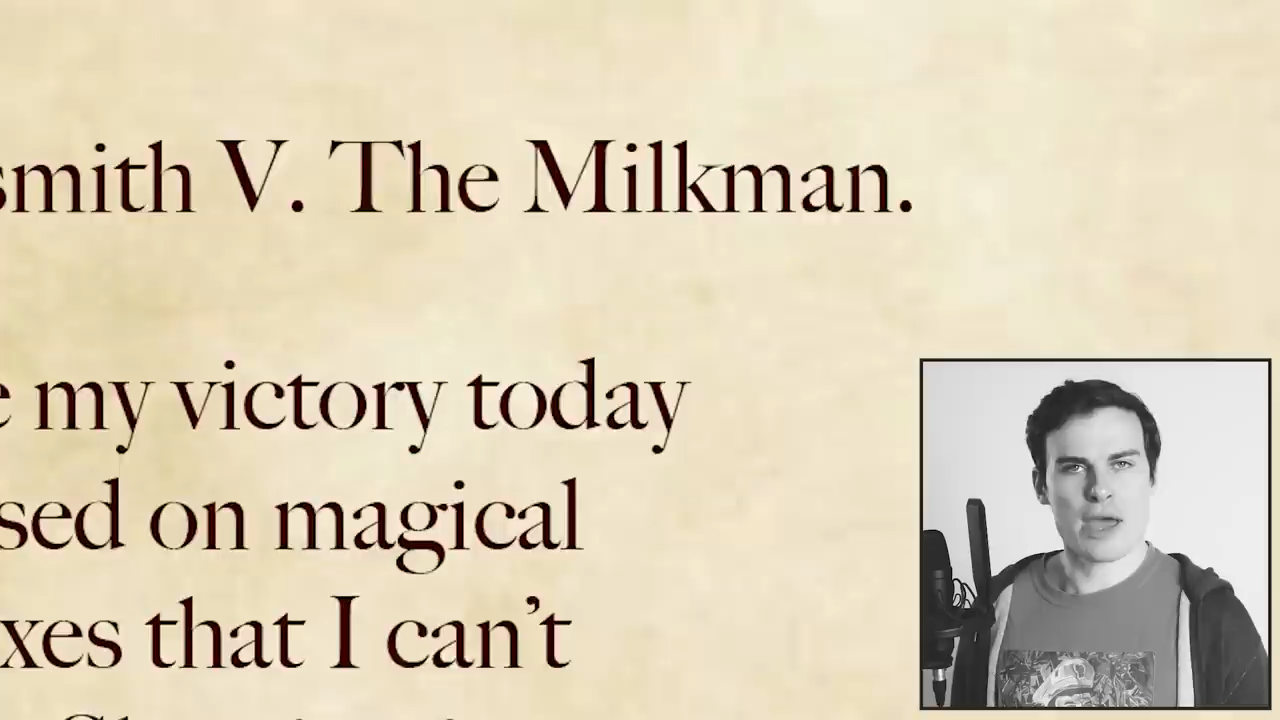 smith V. The Milkman.
e my victory today
sed on magical
xes that I can’t